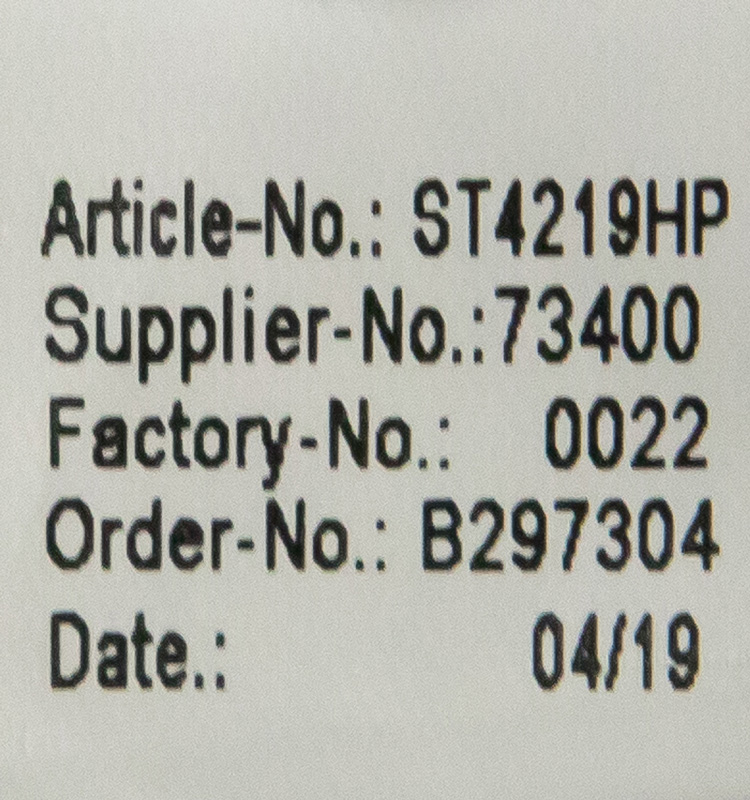 Article-No.: ST4219HP
Supplier-No.:73400
Factory-No.: 0022
Order-No.: B297304
Date.: 04/19